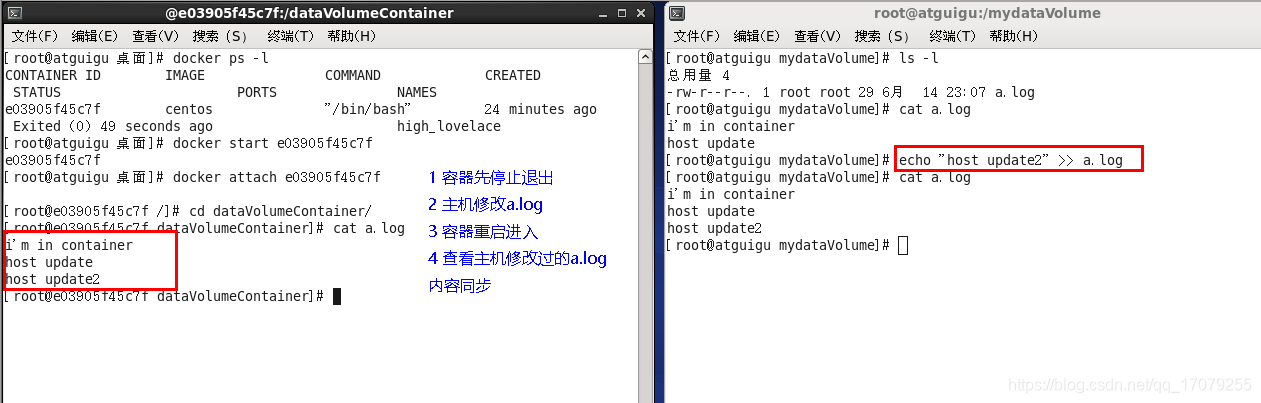 @e03905f45c7f:/dataVolumeContainer
文件(F) 编辑(E) 查看(V) 搜索 (S) 终端(T) 帮助(H)
[root@atguigu 桌面]# docker ps -l
CONTAINER ID IMAGE COMMAND CREATED
STATUS PORTS NAMES
e03905f45c7f centos "/bin/bash" 24 minutes ago
Exited (0) 49 seconds ago high_lovelace
[root@atguigu 桌面]# docker start e03905f45c7f
e03905f45c7f
[root@atguigu 桌面]# docker attach e03905f45c7f
[root@e03905f45c7f /]# cd dataVolumeContainer/
[root@e03905f45c7f dataVolumeContainer]# cat a.log
i'm in container
host update
host update2
[root@e03905f45c7f dataVolumeContainer]#
1 容器先停止退出
2 主机修改a.log
3 容器重启进入
4 查看主机修改过的a.log
内容同步
root@atguigu:/mydataVolume
文件(F) 编辑(E) 查看(V) 搜索 (S) 终端(T) 帮助(H)
[root@atguigu mydataVolume]# ls -l
总用量 4
-rw-r--r--. 1 root root 29 6月 14 23:07 a.log
[root@atguigu mydataVolume]# cat a.log
i'm in container
host update
[root@atguigu mydataVolume]# echo "host update2" >> a.log
[root@atguigu mydataVolume]# cat a.log
i'm in container
host update
host update2
[root@atguigu mydataVolume]#
https://blog.csdn.net/qq_17079255